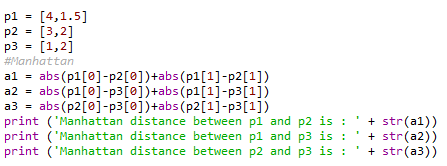 p1 = [4,1.5]
p2 = [3,2]
p3 = [1,2]
#Manhattan
a1 = abs(p1[0]-p2[0])+abs(p1[1]-p2[1])
a2 = abs(p1[0]-p3[0])+abs(p1[1]-p3[1])
a3 = abs(p2[0]-p3[0])+abs(p2[1]-p3[1])
print ('Manhattan distance between p1 and p2 is : ' + str(a1))
print ('Manhattan distance between p1 and p3 is : ' + str(a2))
print ('Manhattan distance between p2 and p3 is : ' + str(a3))